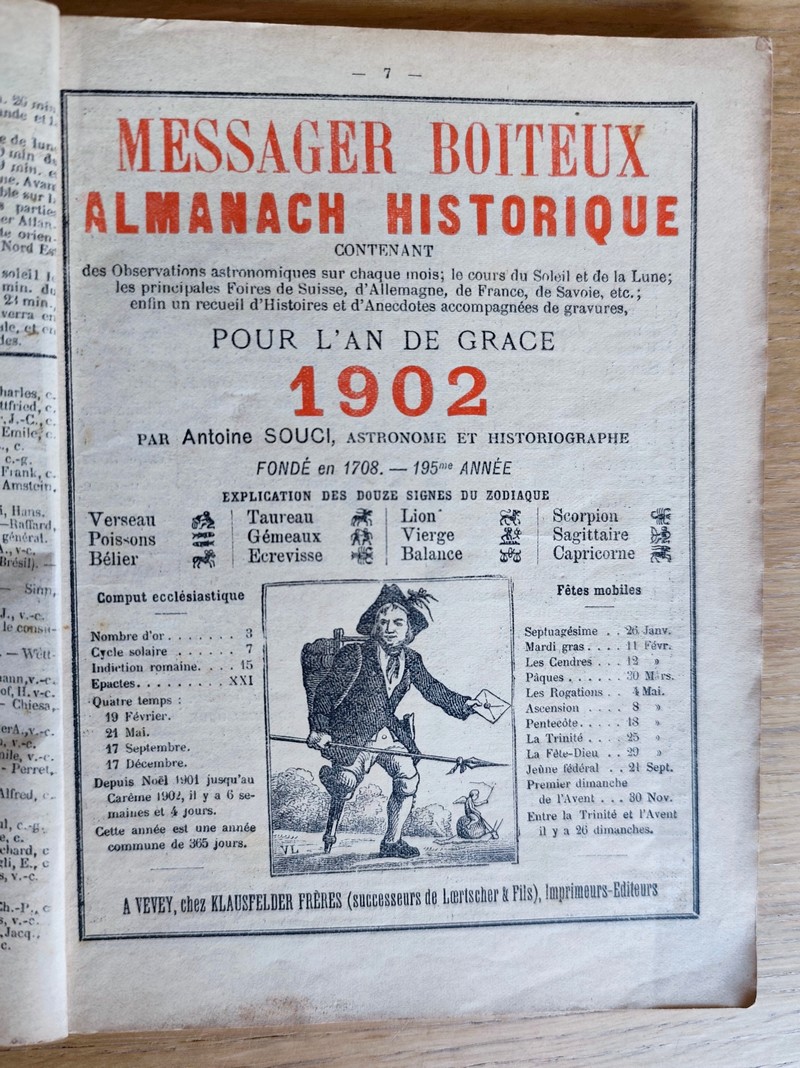 — 7 —
MESSAGER BOITEUX
ALMANACH HISTORIQUE
CONTENANT
des Observations astronomiques sur chaque mois; le cours du Soleil et de la Lune;
les principales Foires de Suisse, d'Allemagne, de France, de Savoie, etc.;
enfin un recueil d'Histoires et d'Anecdotes accompagnées de gravures,
POUR L'AN DE GRACE
1902
PAR Antoine SOUCI, ASTRONOME ET HISTORIOGRAPHE
FONDÉ en 1708. — 195me ANNÉE
EXPLICATION DES DOUZE SIGNES DU ZODIAQUE
Verseau
Poissons
Bélier
Taureau
Gémeaux
Ecrevisse
Lion
Vierge
Balance
Scorpion
Sagittaire
Capricorne
Comput ecclésiastique
Nombre d'or . . . . . . . 3
Cycle solaire . . . . . . . 7
Indiction romaine. . . . 15
Epactes. . . . . . . . . XXI
Quatre temps :
19 Février.
21 Mai.
17 Septembre.
17 Décembre.
Depuis Noël 1901 jusqu'au
Carême 1902, il y a 6 se-
maines et 4 jours.
Cette année est une année
commune de 365 jours.
VL
Fêtes mobiles
Septuagésime . . 26 Janv.
Mardi gras . . . . 11 Févr.
Les Cendres . . . 12 »
Pâques . . . . . . 30 Mars.
Les Rogations . . 4 Mai.
Ascension . . . . 8 »
Pentecôte. . . . . 18 »
La Trinité . . . . 25 »
La Fête-Dieu . . 29 »
Jeûne fédéral . . 21 Sept.
Premier dimanche
de l'Avent . . . 30 Nov.
Entre la Trinité et l'Avent
il y a 26 dimanches.
A VEVEY, chez KLAUSFELDER FRÈRES (successeurs de Lœrtscher & Fils), Imprimeurs-Editeurs